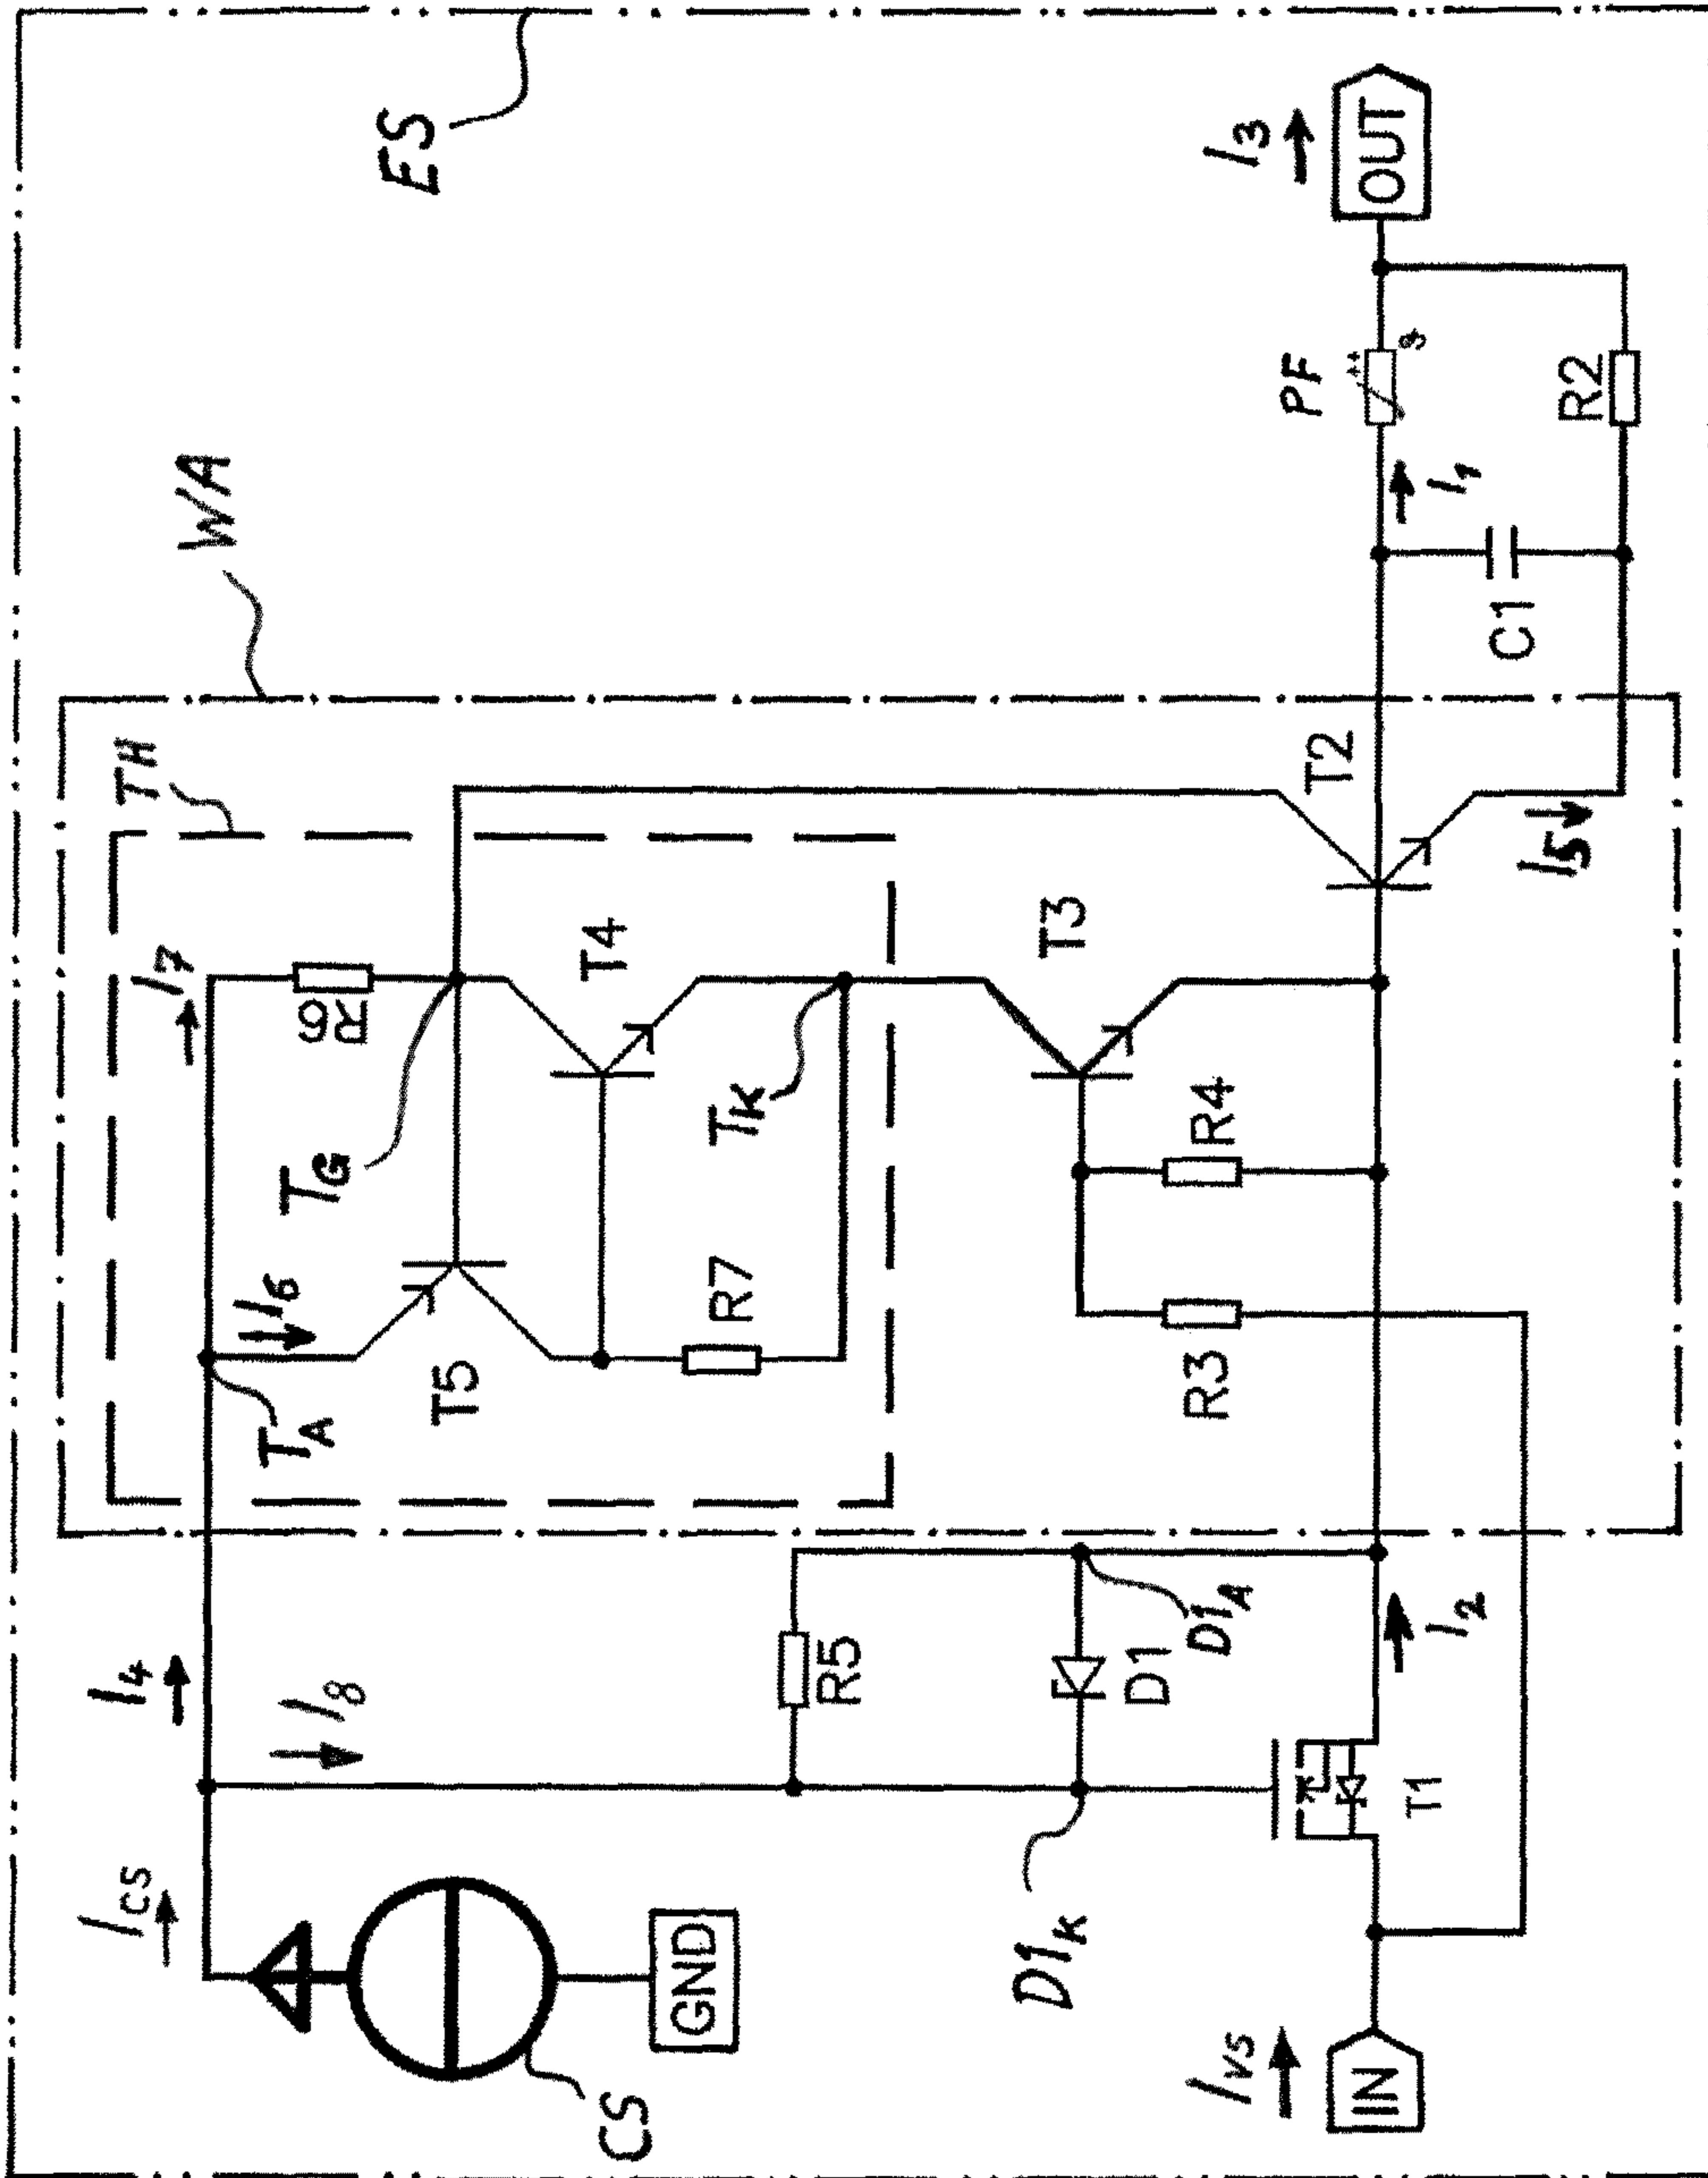 ES
WA
TH
I4
ICS
I8
I7
R6
TG
I6
TA
T5
T4
R7
TK
T3
R4
R3
T2
I5
CS
GND
R5
D1
D1A
D1K
T1
I2
IVS
IN
C1
I1
PF
R2
I3
OUT